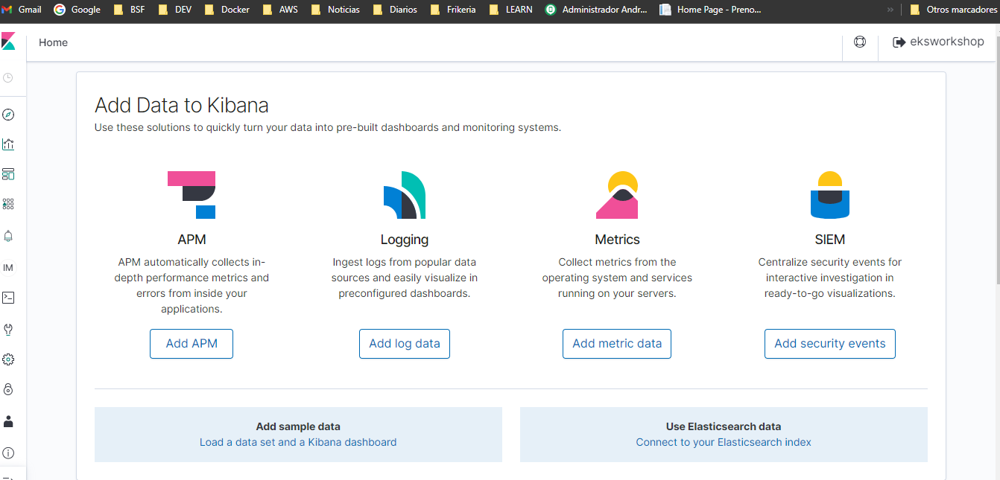 Gmail Google BSF DEV Docker AWS Noticias Diarios Frikeria LEARN Administrador Andr... Home Page - Preno... » Otros marcadores
Home eksworkshop
Add Data to Kibana
Use these solutions to quickly turn your data into pre-built dashboards and monitoring systems.
APM
APM automatically collects in-
depth performance metrics and
errors from inside your
applications.
Add APM
Logging
Ingest logs from popular data
sources and easily visualize in
preconfigured dashboards.
Add log data
Metrics
Collect metrics from the
operating system and services
running on your servers.
Add metric data
SIEM
Centralize security events for
interactive investigation in
ready-to-go visualizations.
Add security events
IM
Add sample data
Load a data set and a Kibana dashboard
Use Elasticsearch data
Connect to your Elasticsearch index